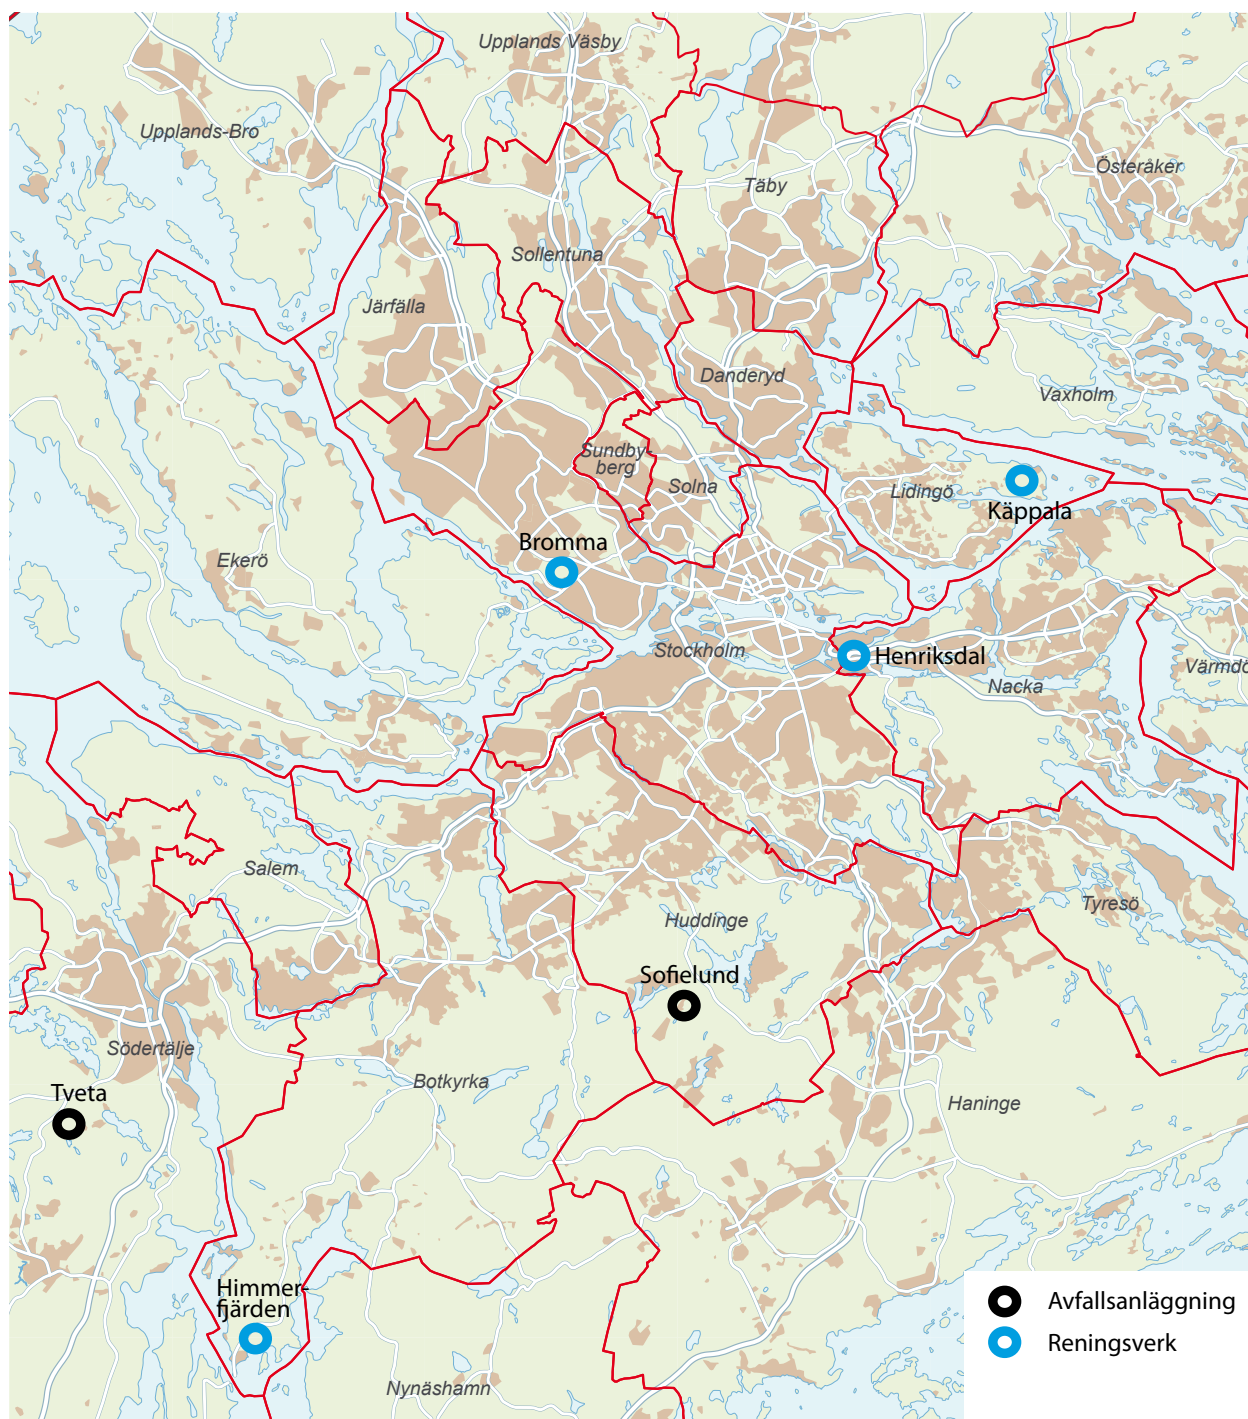 Upplands Väsby
Upplands-Bro
Österåker
Täby
Sollentuna
Järfälla
Danderyd
Vaxholm
Sundby-
berg
Solna
Lidingö
Käppala
Bromma
Ekerö
Stockholm
Henriksdal
Värmdö
Nacka
Salem
Tyresö
Huddinge
Sofielund
Södertälje
Botkyrka
Tveta
Haninge
Himmer-
fjärden
Nynäshamn
Avfallsanläggning
Reningsverk